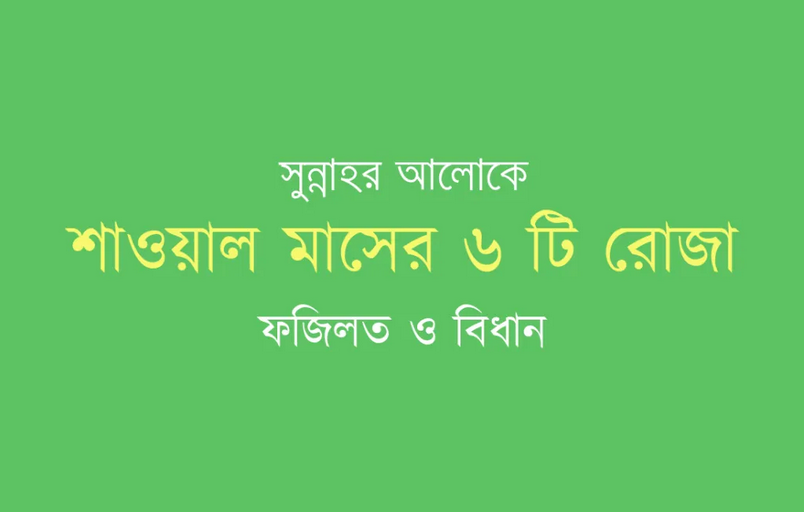 সুন্নাহর আলোকে
শাওয়াল মাসের ৬ টি রোজা
ফজিলত ও বিধান